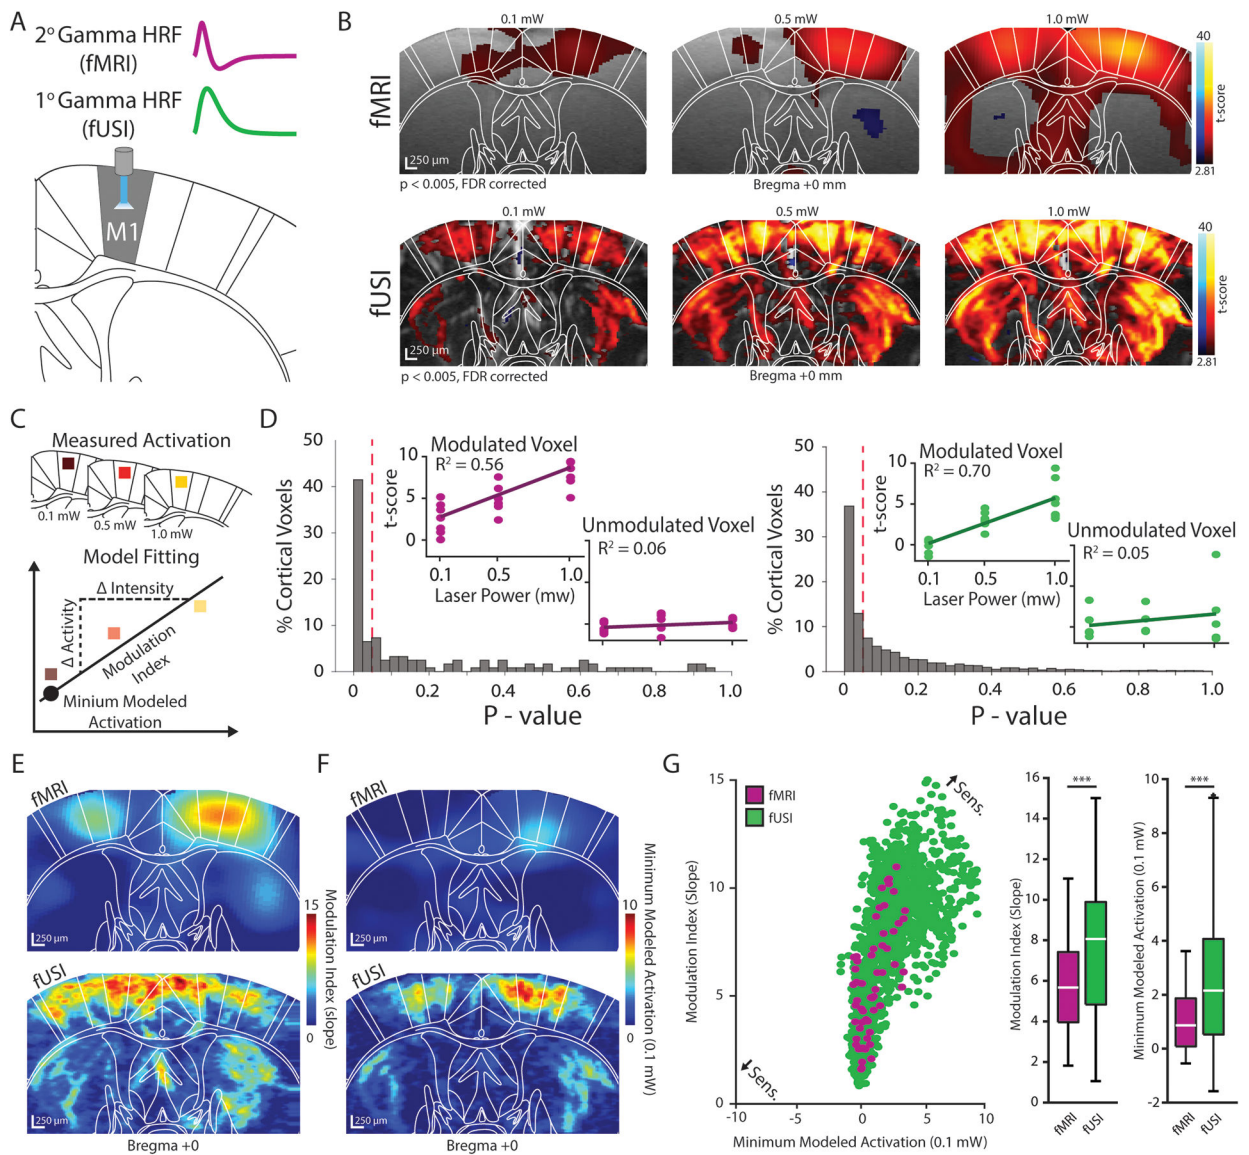 A
2° Gamma HRF
(fMRI)
1° Gamma HRF
(fUSI)
M1
B
0.1 mW
0.5 mW
1.0 mW
fMRI
250 µm
40
t-score
2.81
p < 0.005, FDR corrected
Bregma +0 mm
0.1 mW
0.5 mW
1.0 mW
fUSI
250 µm
40
t-score
2.81
p < 0.005, FDR corrected
Bregma +0 mm
C
Measured Activation
0.1 mW
0.5 mW
1.0 mW
Model Fitting
Δ Intensity
Δ Activity
Modulation
Index
Minium Modeled
Activation
D
% Cortical Voxels
50
40
30
20
10
0
0
0.2
0.4
0.6
0.8
1.0
P - value
Modulated Voxel
R² = 0.56
t-score
10
5
0
0.1
0.5
1.0
Laser Power (mw)
Unmodulated Voxel
R² = 0.06
% Cortical Voxels
50
40
30
20
10
0
0
0.2
0.4
0.6
0.8
1.0
P - value
Modulated Voxel
R² = 0.70
t-score
10
5
0
0.1
0.5
1.0
Laser Power (mw)
Unmodulated Voxel
R² = 0.05
E
fMRI
250 µm
fUSI
250 µm
Bregma +0
15
0
Modulation Index (slope)
F
fMRI
250 µm
fUSI
250 µm
Bregma +0
10
0
Minimum Modeled Activation (0.1 mW)
G
Modulation Index (Slope)
15
10
5
0
-10
-5
0
5
10
Minimum Modeled Activation (0.1 mW)
fMRI
fUSI
Sens.
Sens.
Modulation Index (Slope)
16
14
12
10
8
6
4
2
0
***
fMRI
fUSI
Minimum Modeled Activation (0.1 mW)
10
8
6
4
2
0
-2
***
fMRI
fUSI